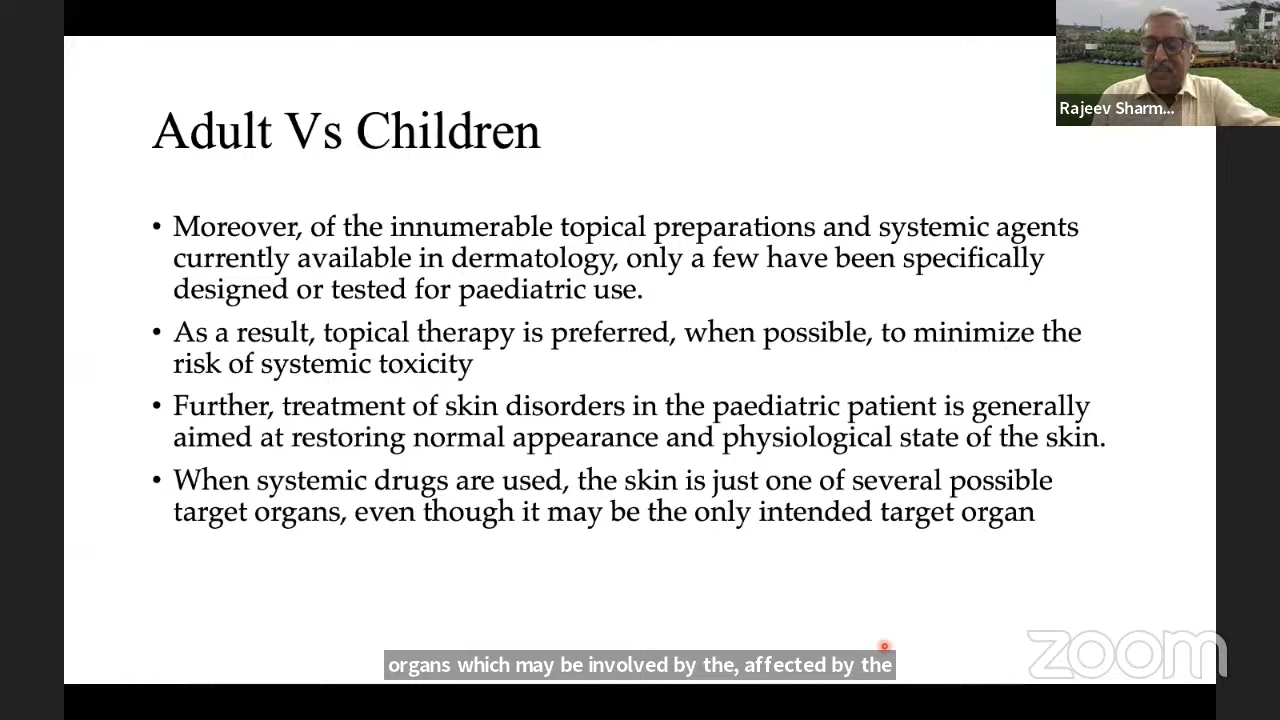 Rajeev Sharm...
Adult Vs Children
• Moreover, of the innumerable topical preparations and systemic agents
currently available in dermatology, only a few have been specifically
designed or tested for paediatric use.
• As a result, topical therapy is preferred, when possible, to minimize the
risk of systemic toxicity
• Further, treatment of skin disorders in the paediatric patient is generally
aimed at restoring normal appearance and physiological state of the skin.
• When systemic drugs are used, the skin is just one of several possible
target organs, even though it may be the only intended target organ
organs which may be involved by the, affected by the
zoom